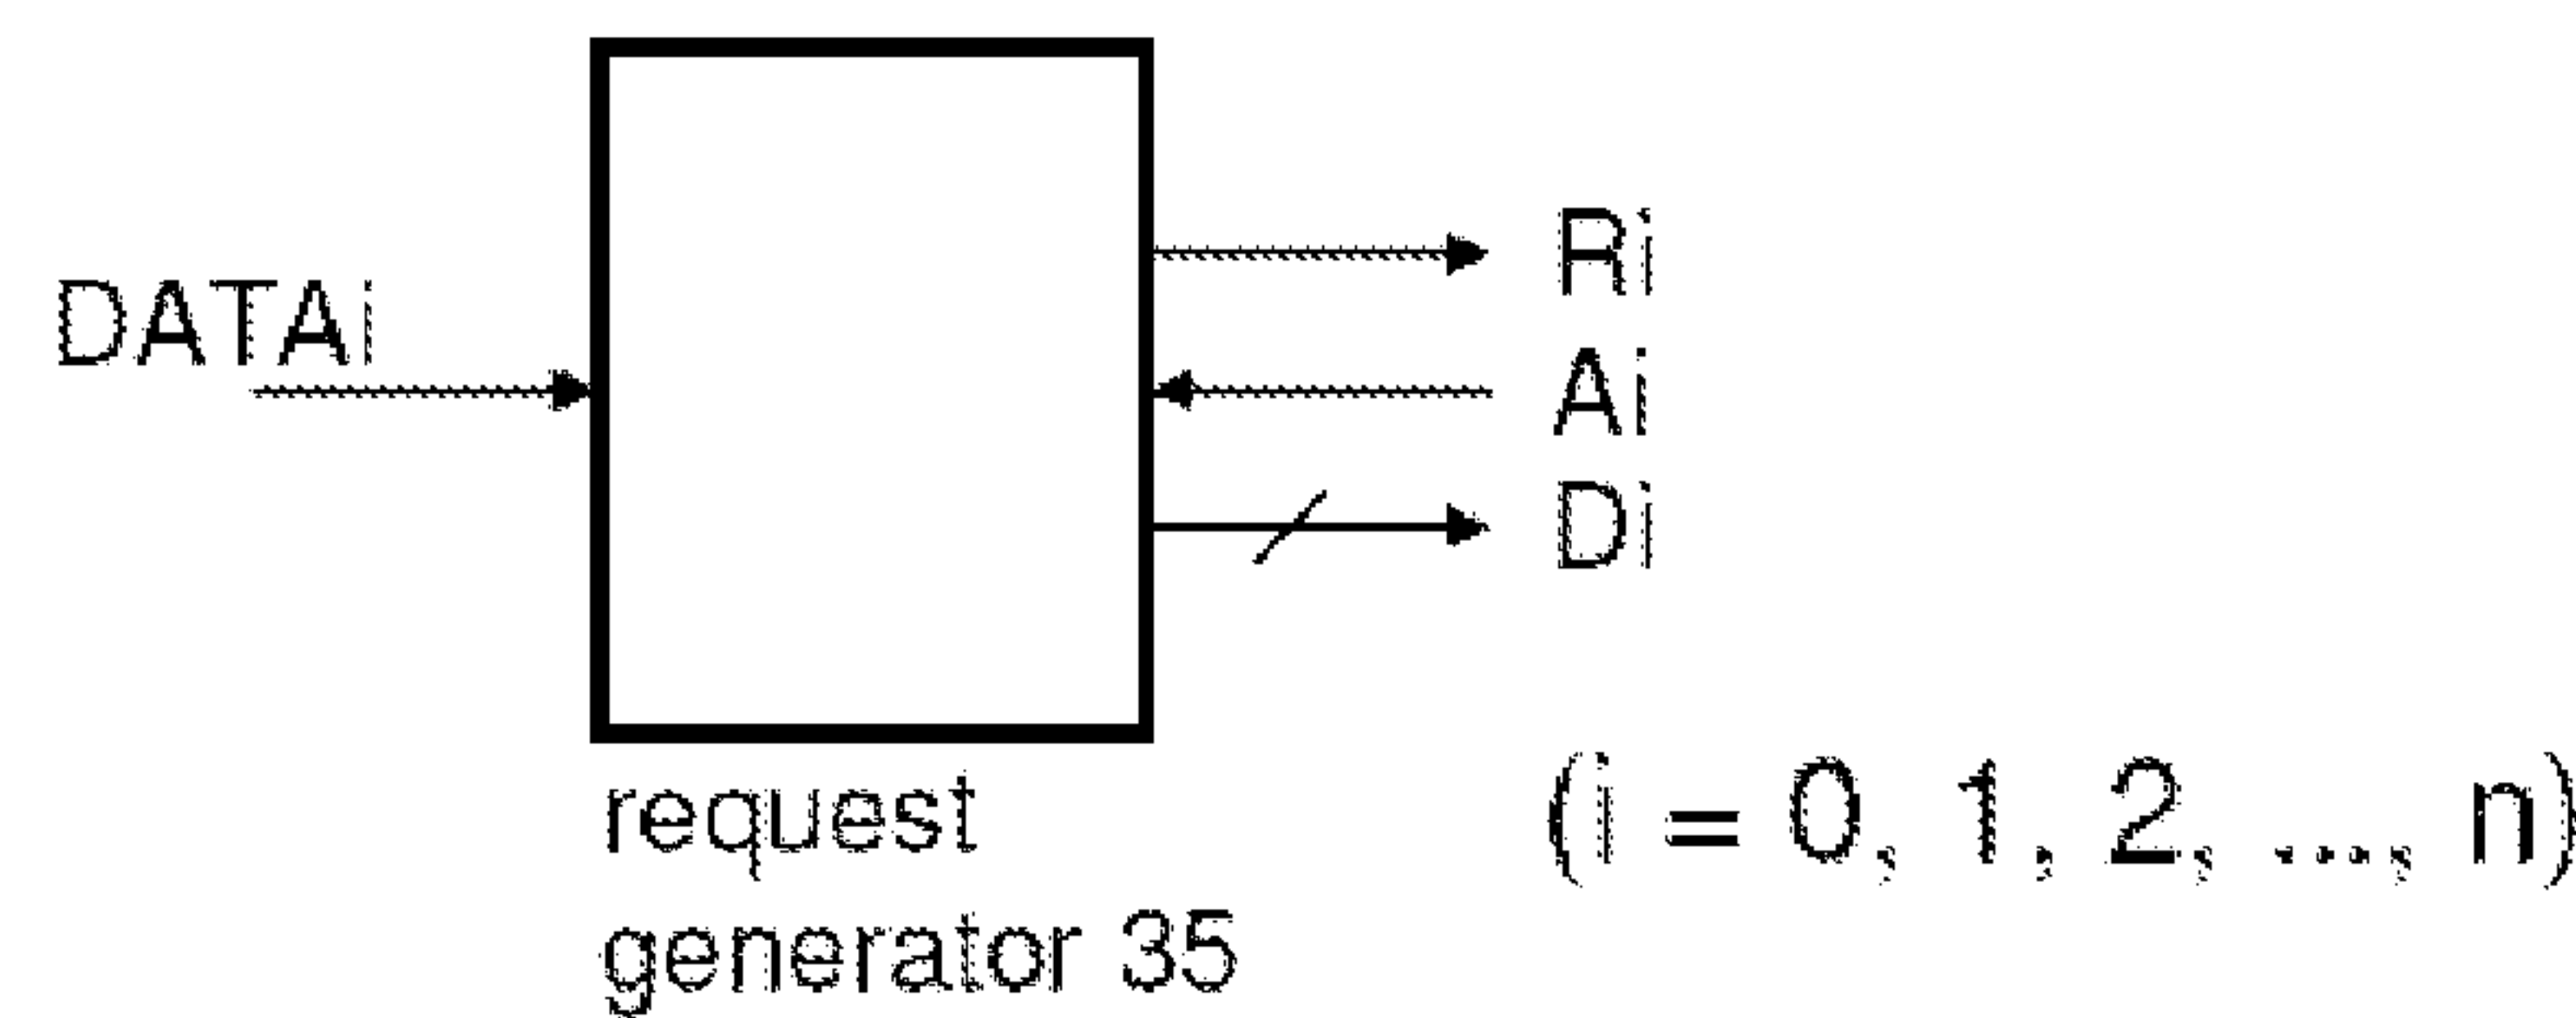 DATAi
Ri
Ai
Di
request
generator 35
(i = 0, 1, 2, ..., n)